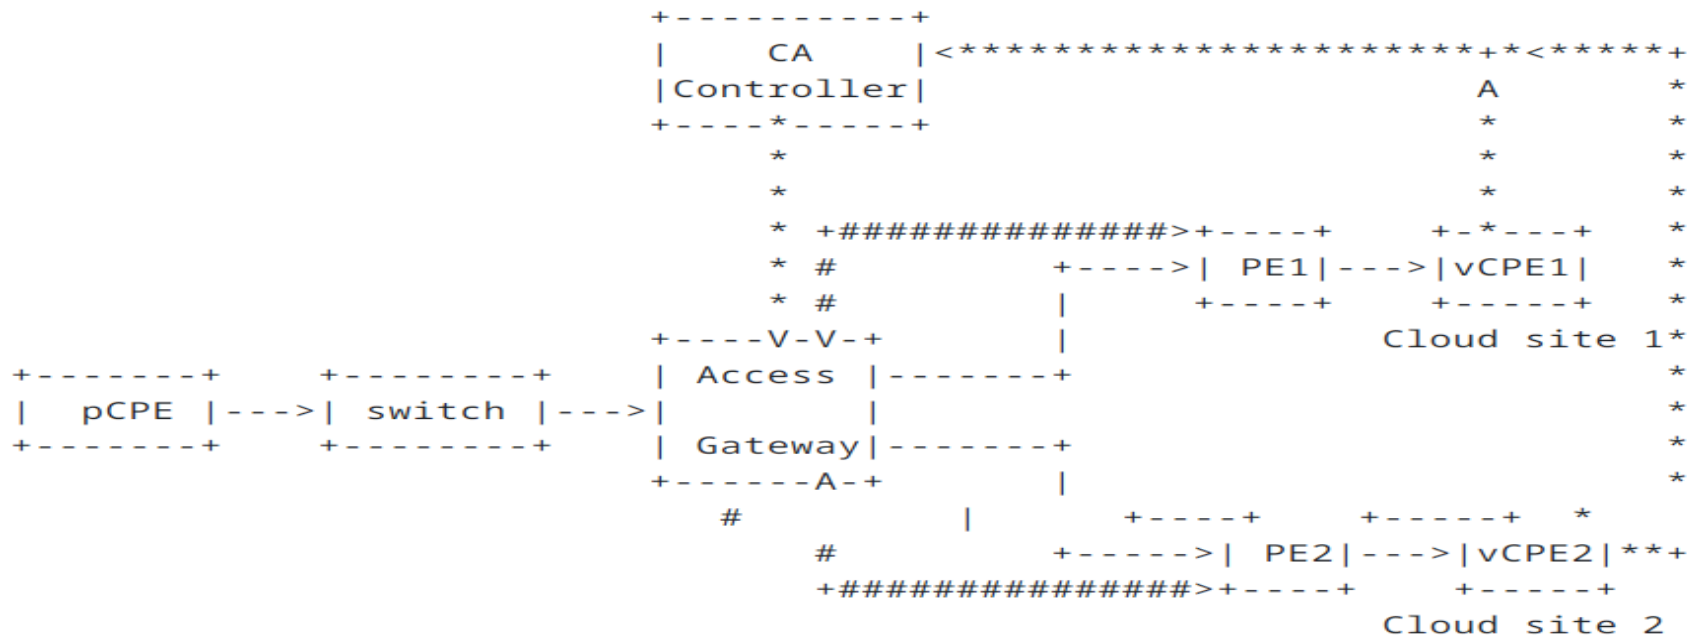 +----------+
                           |    CA    |<**********************+*<*****+
                           |Controller|                       A       *
                           +----*-----+                       *       *
                                *                             *       *
                                *                             *       *
                                * +##############>+----+    +-*---+   *
                                * #         +---->| PE1|--->|vCPE1|   *
                                * #         |     +----+    +-----+   *
                           +----V-V-+       |             Cloud site 1*
+-------+    +--------+    | Access |-------+                         *
|  pCPE |--->| switch |--->|        |                                 *
+-------+    +--------+    | Gateway|-------+                         *
                           +------A-+       |                         *
                              #         |      +----+    +-----+  *
                                  #         +----->| PE2|--->|vCPE2|**+
                                  +###############>+----+    +-----+
                                                          Cloud site 2